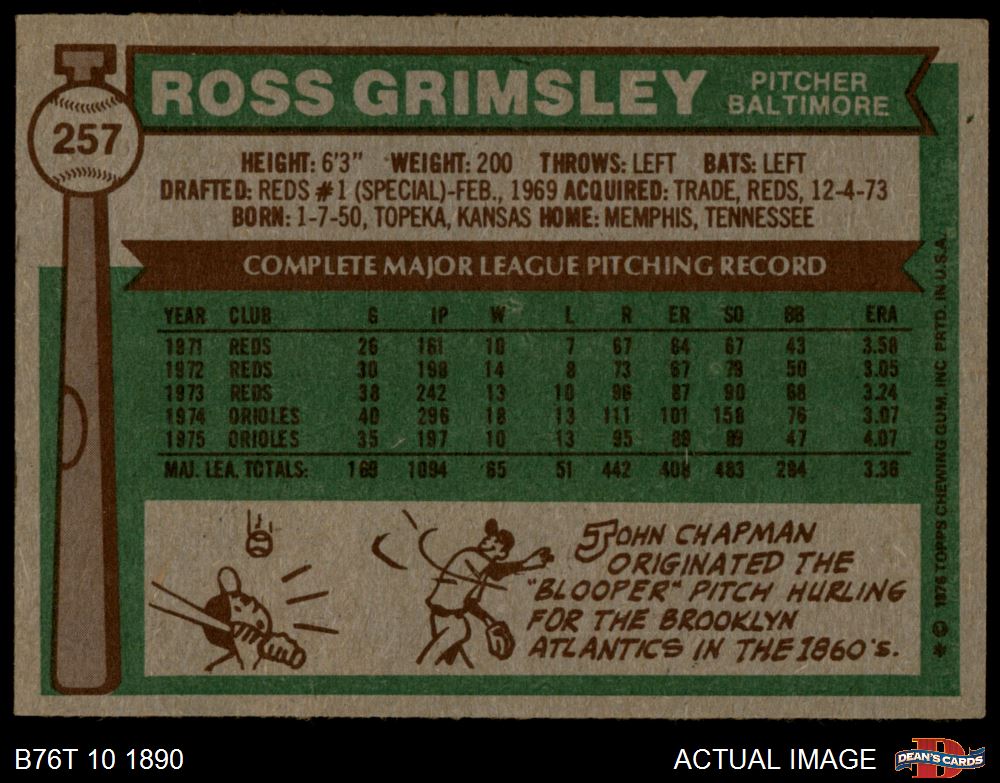 257
ROSS GRIMSLEY
PITCHER
BALTIMORE
HEIGHT: 6'3" WEIGHT: 200 THROWS: LEFT BATS: LEFT
DRAFTED: REDS #1 (SPECIAL)-FEB., 1969 ACQUIRED: TRADE, REDS, 12-4-73
BORN: 1-7-50, TOPEKA, KANSAS HOME: MEMPHIS, TENNESSEE
COMPLETE MAJOR LEAGUE PITCHING RECORD
YEAR CLUB G IP W L R ER SO BB ERA
1971 REDS 26 161 10 7 67 64 67 43 3.58
1972 REDS 30 198 14 8 73 67 79 50 3.05
1973 REDS 38 242 13 10 96 87 90 68 3.24
1974 ORIOLES 40 296 18 13 111 101 158 76 3.07
1975 ORIOLES 35 197 10 13 95 89 89 47 4.07
MAJ. LEA. TOTALS: 169 1094 65 51 442 408 483 284 3.36
JOHN CHAPMAN
ORIGINATED THE
"BLOOPER" PITCH HURLING
FOR THE BROOKLYN
ATLANTICS IN THE 1860's.
* © 1976 TOPPS CHEWING GUM, INC. PRTD. IN U.S.A.
B76T 10 1890
ACTUAL IMAGE
D
DEAN'S CARDS